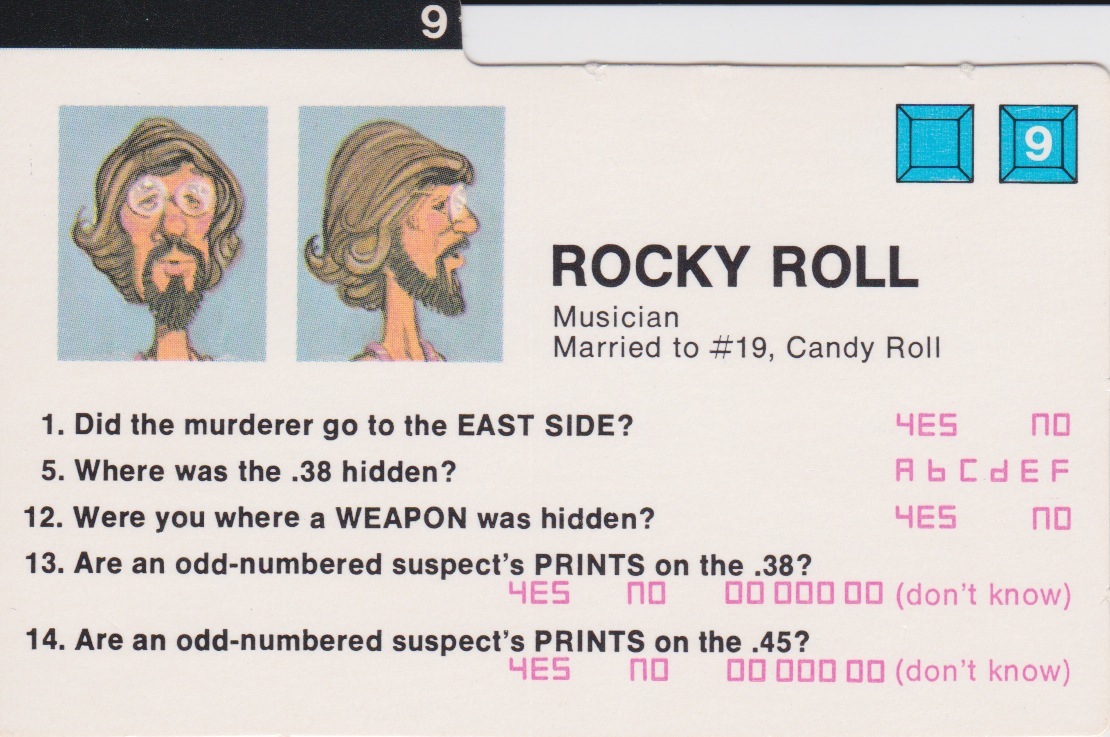 9
9
ROCKY ROLL
Musician
Married to #19, Candy Roll
1. Did the murderer go to the EAST SIDE? YES NO
5. Where was the .38 hidden? A b C d E F
12. Were you where a WEAPON was hidden? YES NO
13. Are an odd-numbered suspect's PRINTS on the .38?
YES NO 00 000 00 (don't know)
14. Are an odd-numbered suspect's PRINTS on the .45?
YES NO 00 000 00 (don't know)